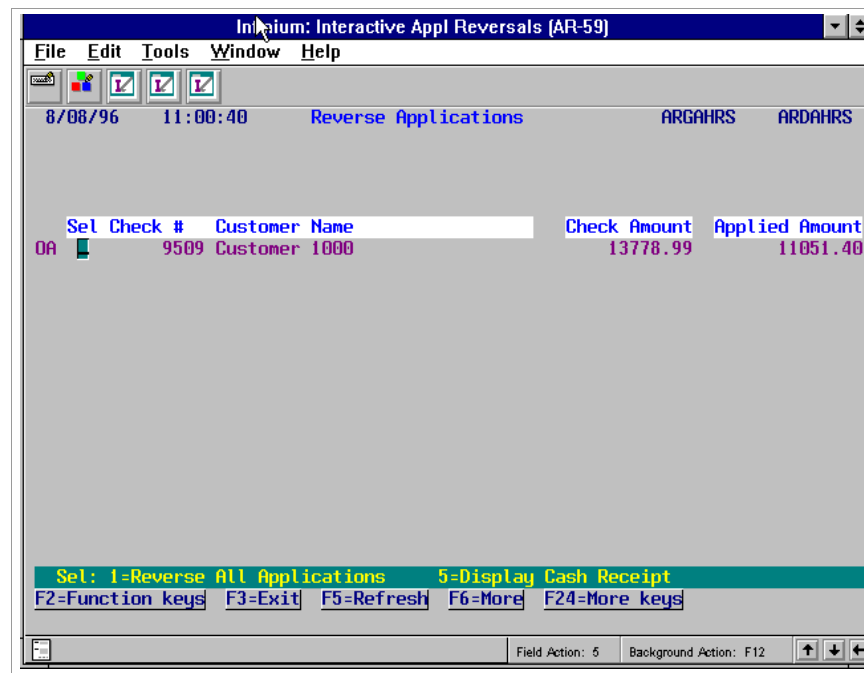 Infinium: Interactive Appl Reversals (AR-59)
File Edit Tools Window Help
8/08/96 11:00:40 Reverse Applications ARGAHRS ARDAHRS
Sel Check # Customer Name Check Amount Applied Amount
OA 9509 Customer 1000 13778.99 11051.40
Sel: 1=Reverse All Applications 5=Display Cash Receipt
F2=Function keys F3=Exit F5=Refresh F6=More F24=More keys
Field Action: 5 Background Action: F12